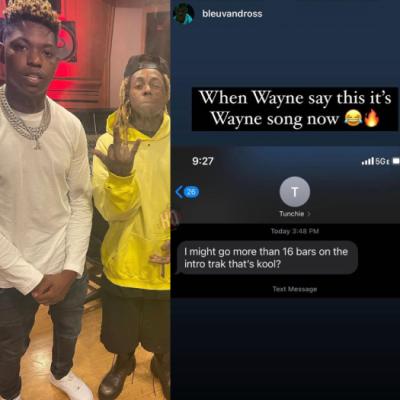 bleuvandross
When Wayne say this it's
Wayne song now 😂🔥
9:27
5GE
26
T
Tunchie >
Today 3:48 PM
I might go more than 16 bars on the
intro trak that's kool?
Text Message